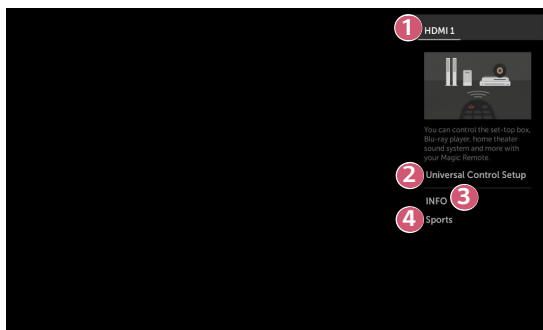 1 HDMI 1
You can control the set-top box,
Blu-ray player, home theater
sound system and more with
your Magic Remote.
2 Universal Control Setup
INFO 3
4 Sports